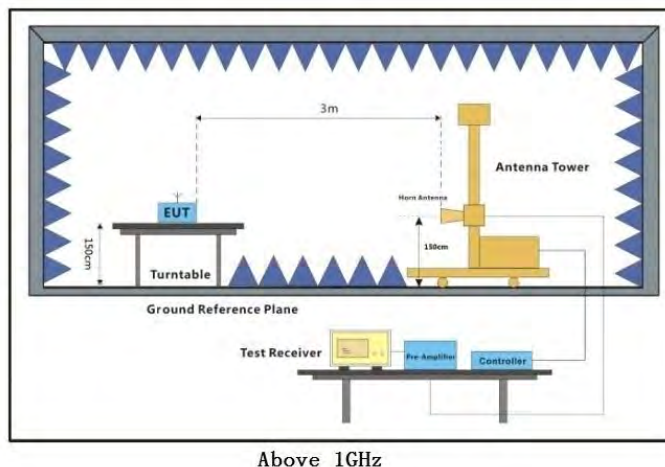 3m
Antenna Tower
Horn Antenna
EUT
150cm
150cm
Turntable
Ground Reference Plane
Test Receiver
Pre-Amplifier
Controller
Above 1GHz